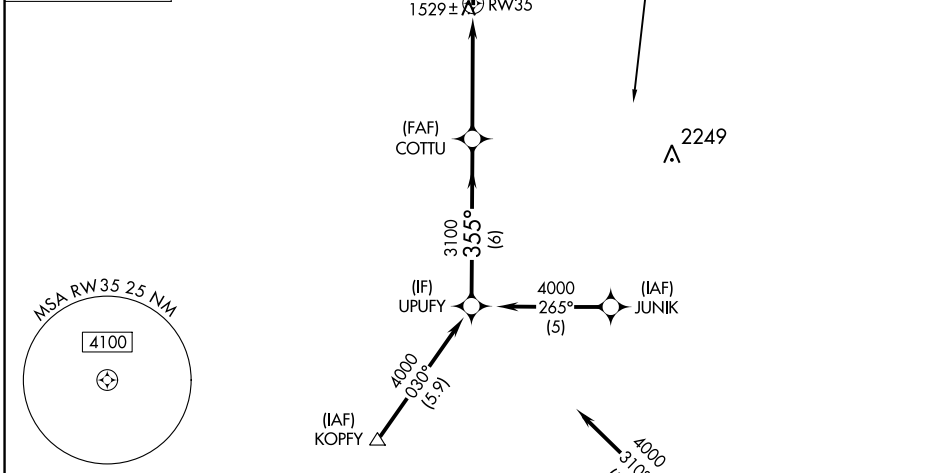 1529±
RW35
(FAF)
COTTU
2249
3100
355°
(6)
(IF)
UPUFY
4000
265°
(5)
(IAF)
JUNIK
MSA RW35 25 NM
4100
4000
030°
(5.9)
(IAF)
KOPFY
4000
310°